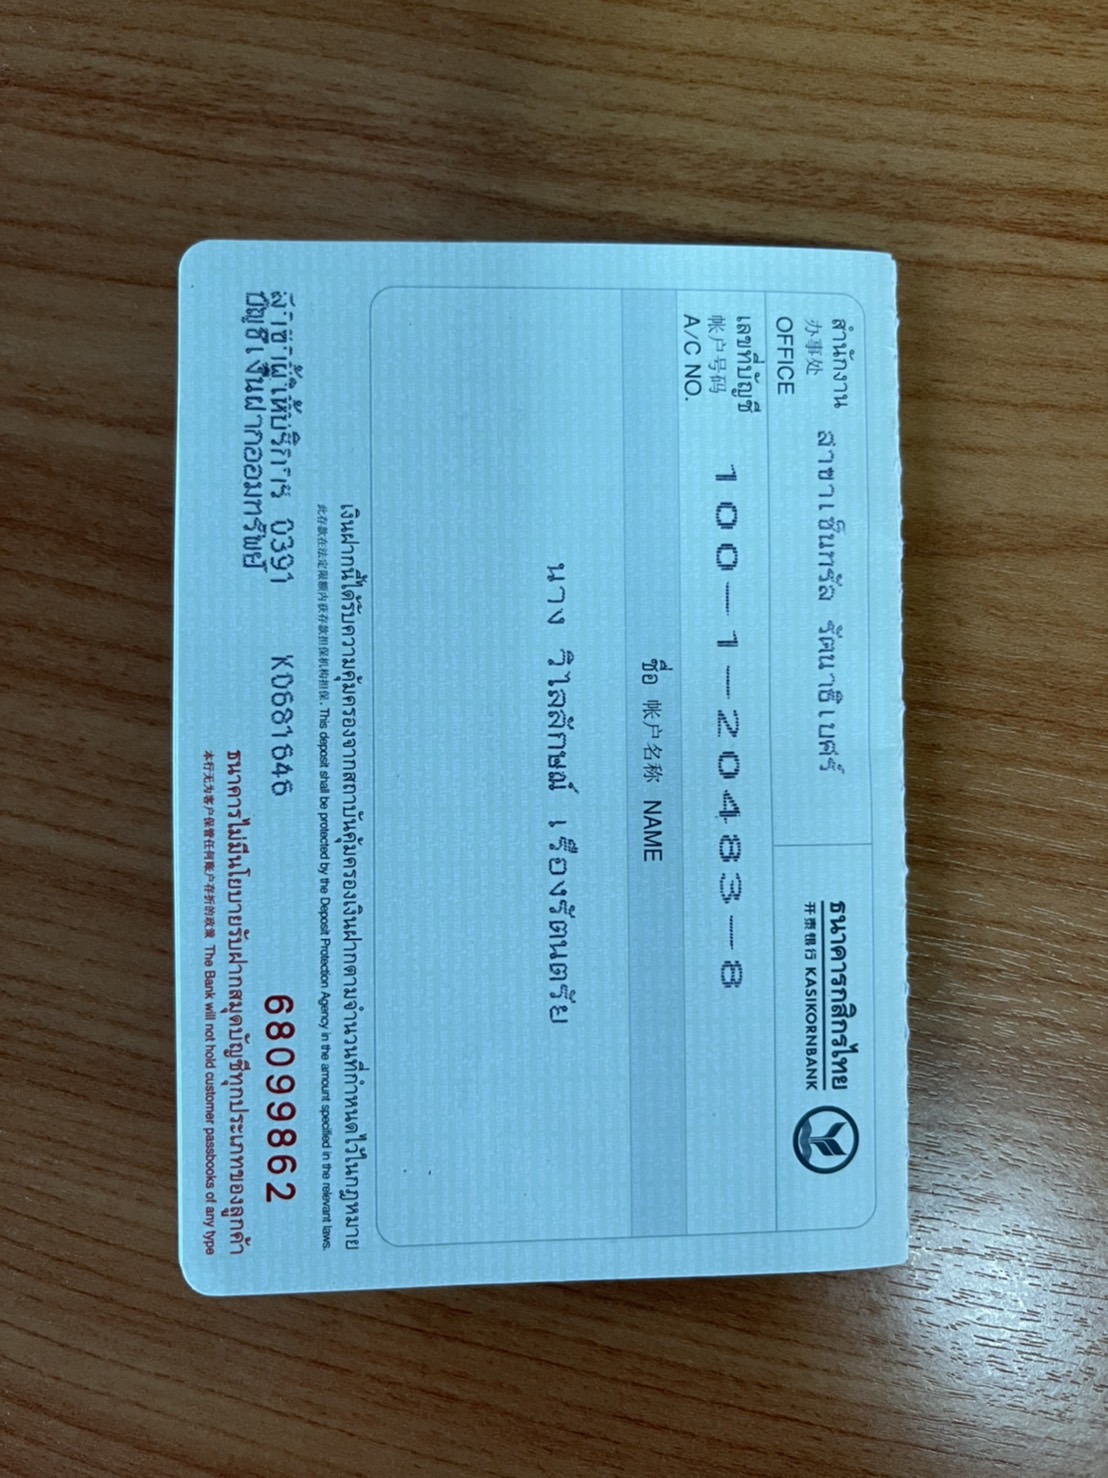 สำนักงาน
办事处
OFFICE
สาขาเซ็นทรัล รัตนาธิเบศร์
ธนาคารกสิกรไทย
开泰银行 KASIKORNBANK
เลขที่บัญชี
帐户号码
A/C NO.
100-1-20483-8
ชื่อ 帐户名称 NAME
นาง วิไลลักษณ์ เรืองรัตนตรัย
เงินฝากนี้ได้รับความคุ้มครองจากสถาบันคุ้มครองเงินฝากตามจำนวนที่กำหนดไว้ในกฎหมาย
此存款在法定限额内获存款担保机构担保. This deposit shall be protected by the Deposit Protection Agency in the amount specified in the relevant laws.
สาขาผู้ให้บริการ 0391 K0681646
บัญชีเงินฝากออมทรัพย์
68099862
ธนาคารไม่มีนโยบายรับฝากสมุดบัญชีทุกประเภทของลูกค้า
本行无为客户保管任何账户存折的政策 The Bank will not hold customer passbooks of any type